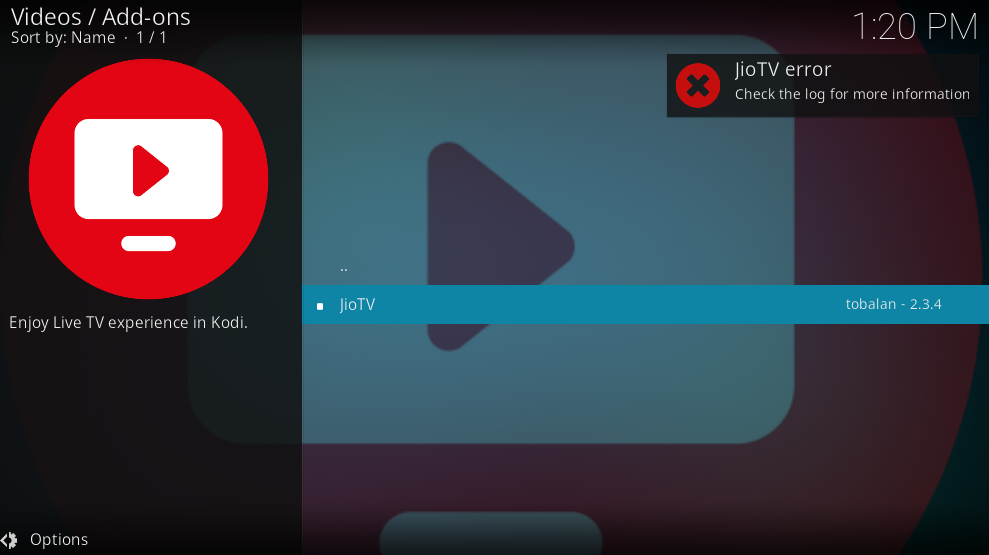 Videos / Add-ons
Sort by: Name · 1 / 1
1:20 PM
JioTV error
Check the log for more information
..
JioTV
tobalan - 2.3.4
Enjoy Live TV experience in Kodi.
Options